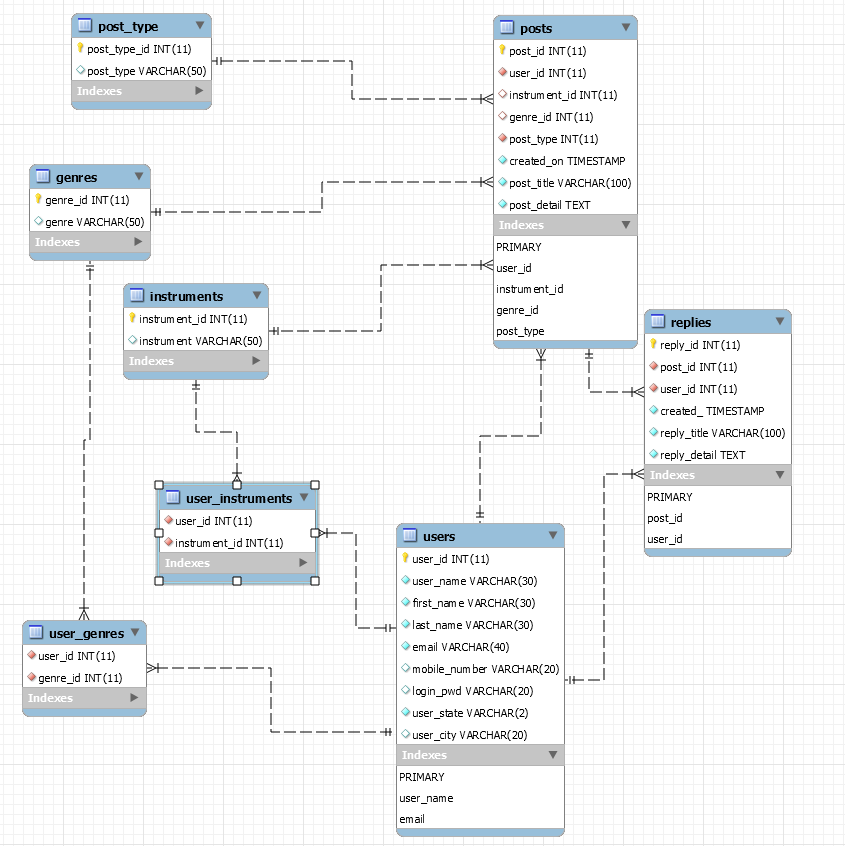 post_type
post_type_id INT(11)
post_type VARCHAR(50)
Indexes
posts
post_id INT(11)
user_id INT(11)
instrument_id INT(11)
genre_id INT(11)
post_type INT(11)
created_on TIMESTAMP
post_title VARCHAR(100)
post_detail TEXT
Indexes
PRIMARY
user_id
instrument_id
genre_id
post_type
genres
genre_id INT(11)
genre VARCHAR(50)
Indexes
instruments
instrument_id INT(11)
instrument VARCHAR(50)
Indexes
replies
reply_id INT(11)
post_id INT(11)
user_id INT(11)
created_ TIMESTAMP
reply_title VARCHAR(100)
reply_detail TEXT
Indexes
PRIMARY
post_id
user_id
user_instruments
user_id INT(11)
instrument_id INT(11)
Indexes
users
user_id INT(11)
user_name VARCHAR(30)
first_name VARCHAR(30)
last_name VARCHAR(30)
email VARCHAR(40)
mobile_number VARCHAR(20)
login_pwd VARCHAR(20)
user_state VARCHAR(2)
user_city VARCHAR(20)
Indexes
PRIMARY
user_name
email
user_genres
user_id INT(11)
genre_id INT(11)
Indexes